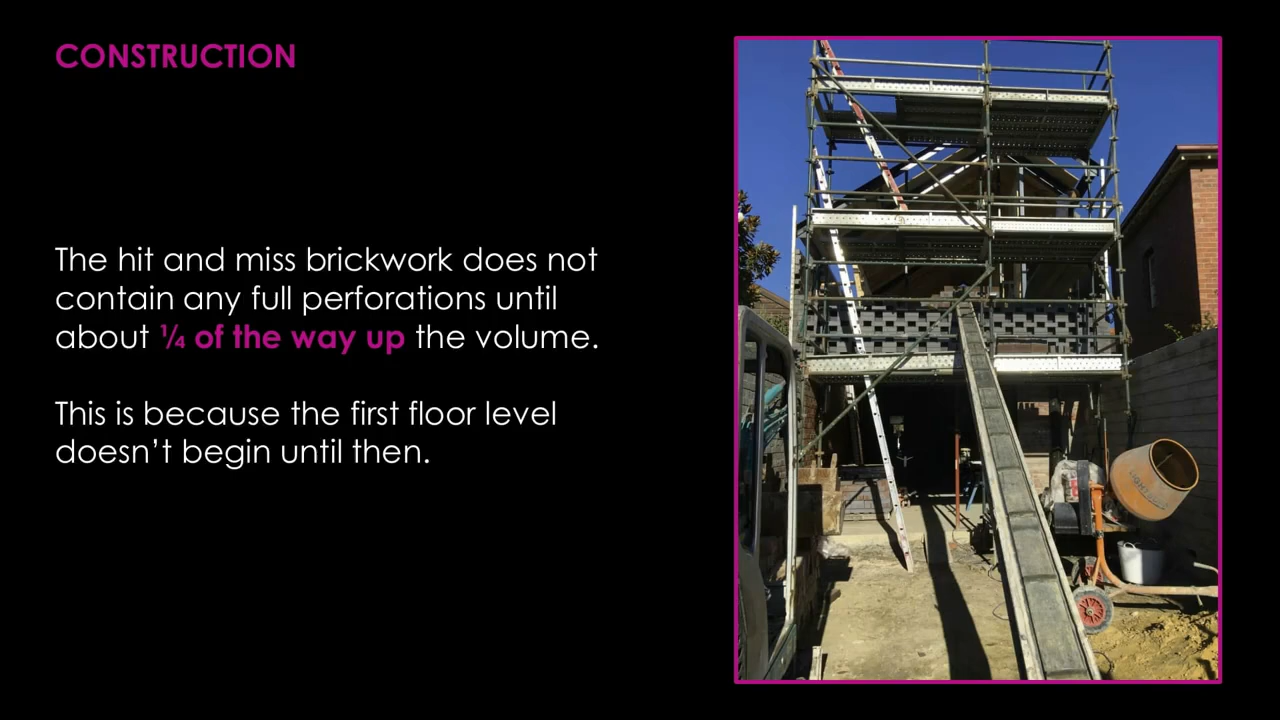 CONSTRUCTION
The hit and miss brickwork does not
contain any full perforations until
about ¼ of the way up the volume.
This is because the first floor level
doesn’t begin until then.